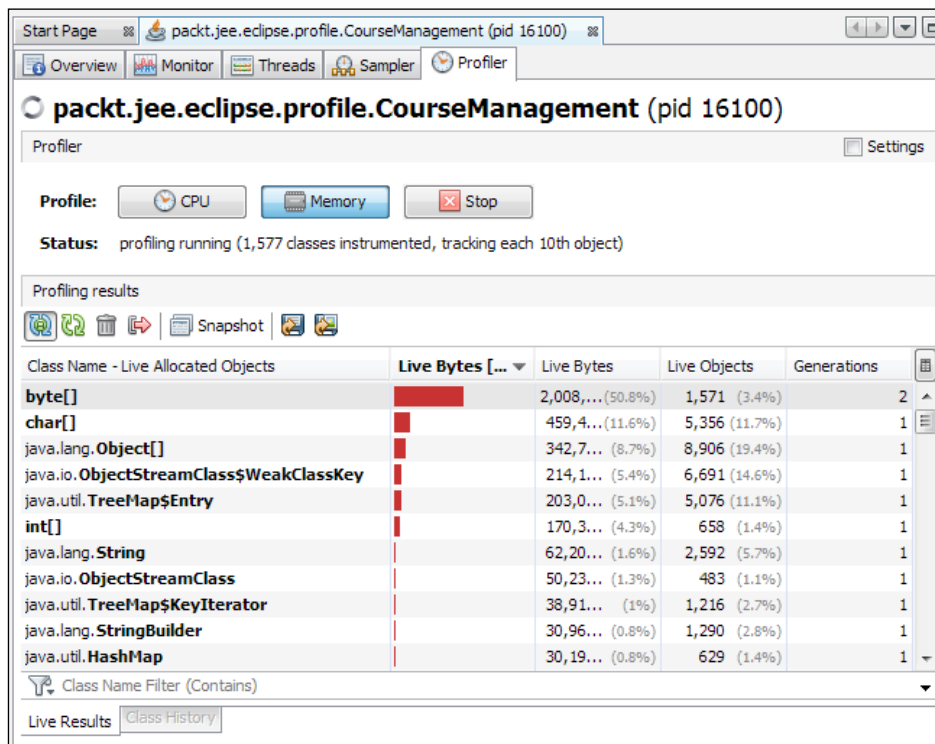 Start Page packt.jee.eclipse.profile.CourseManagement (pid 16100)
Overview Monitor Threads Sampler Profiler
packt.jee.eclipse.profile.CourseManagement (pid 16100)
Profiler Settings
Profile: CPU Memory Stop
Status: profiling running (1,577 classes instrumented, tracking each 10th object)
Profiling results
Snapshot
Class Name - Live Allocated Objects Live Bytes [... Live Bytes Live Objects Generations
byte[] 2,008,... (50.8%) 1,571 (3.4%) 2
char[] 459,4... (11.6%) 5,356 (11.7%) 1
java.lang.Object[] 342,7... (8.7%) 8,906 (19.4%) 1
java.io.ObjectStreamClass$WeakClassKey 214,1... (5.4%) 6,691 (14.6%) 1
java.util.TreeMap$Entry 203,0... (5.1%) 5,076 (11.1%) 1
int[] 170,3... (4.3%) 658 (1.4%) 1
java.lang.String 62,20... (1.6%) 2,592 (5.7%) 1
java.io.ObjectStreamClass 50,23... (1.3%) 483 (1.1%) 1
java.util.TreeMap$KeyIterator 38,91... (1%) 1,216 (2.7%) 1
java.lang.StringBuilder 30,96... (0.8%) 1,290 (2.8%) 1
java.util.HashMap 30,19... (0.8%) 629 (1.4%) 1
Class Name Filter (Contains)
Live Results Class History